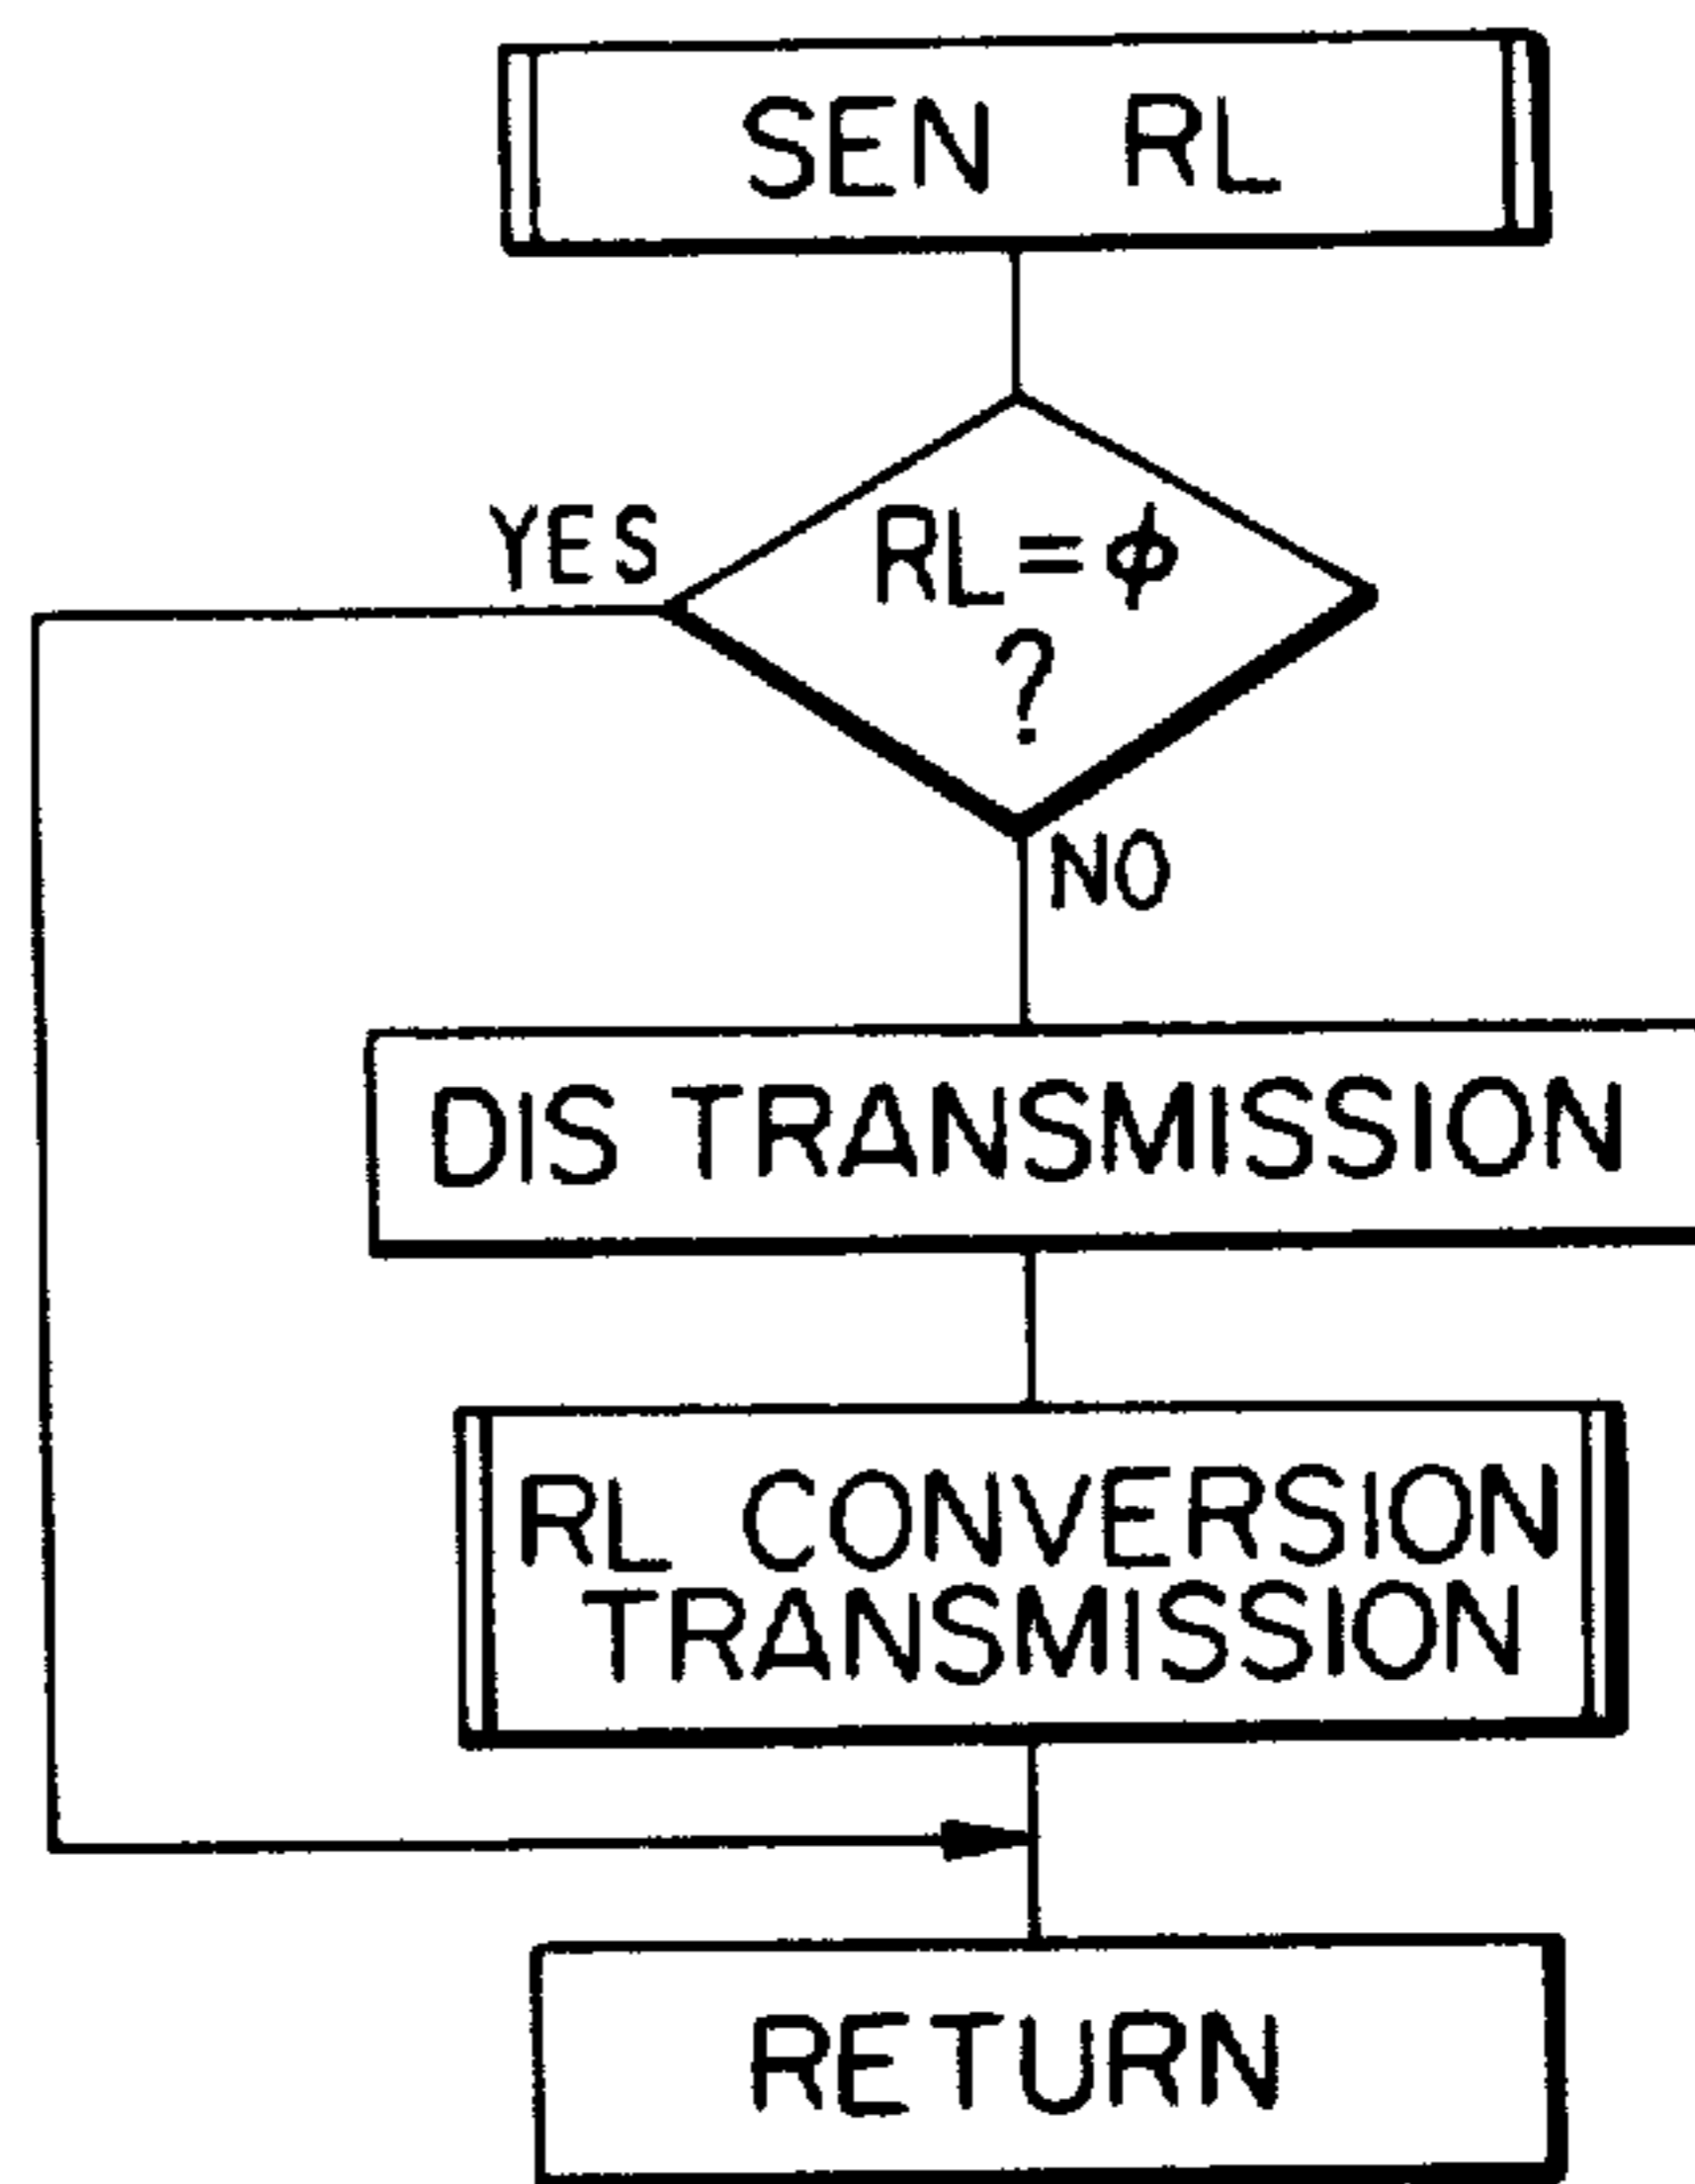 SEN RL
YES
RL=ϕ
?
NO
DIS TRANSMISSION
RL CONVERSION
TRANSMISSION
RETURN